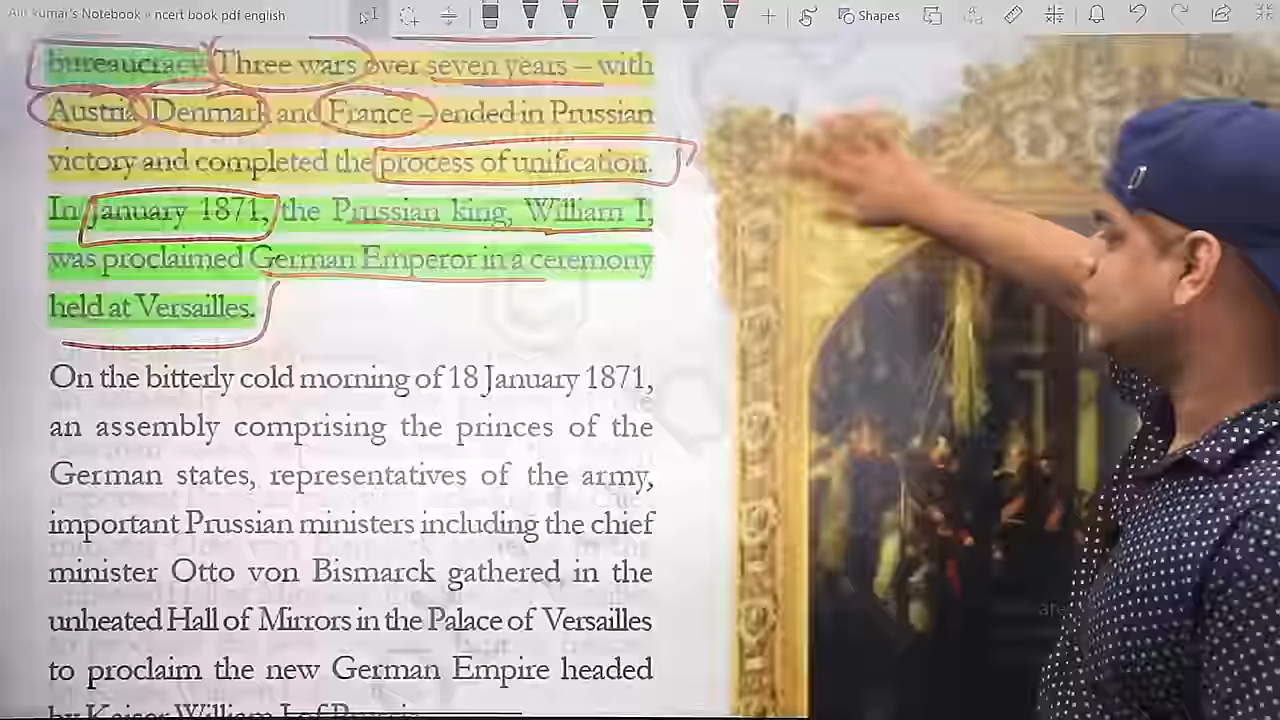 Kumar's Notebook » ncert book pdf english
Shapes
bureaucracy. Three wars over seven years – with
Austria, Denmark and France – ended in Prussian
victory and completed the process of unification.
In January 1871, the Prussian king, William I,
was proclaimed German Emperor in a ceremony
held at Versailles.
On the bitterly cold morning of 18 January 1871,
an assembly comprising the princes of the
German states, representatives of the army,
important Prussian ministers including the chief
minister Otto von Bismarck gathered in the
unheated Hall of Mirrors in the Palace of Versailles
to proclaim the new German Empire headed
by Kaiser William I of Prussia.